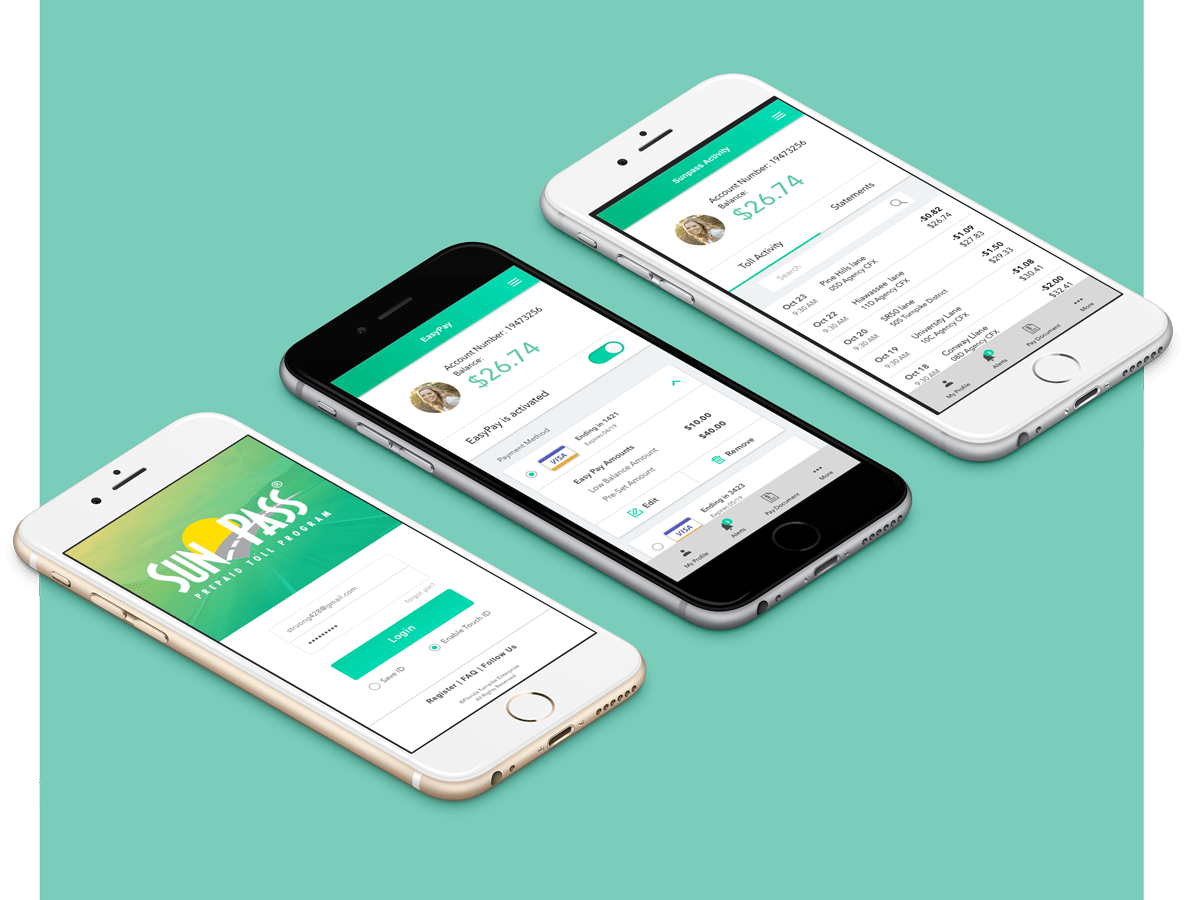 SUNPASS®
PREPAID TOLL PROGRAM
struong428@gmail.com
•••••••••
forgot pin?
Login
Save ID
Enable Touch ID
Register | FAQ | Follow Us
©Florida Turnpike Enterprise
All Rights Reserved
EasyPay
Account Number: 19473256
Balance:
$26.74
EasyPay is activated
Payment Method
VISA
Ending in 1421
Expires 04/19
Easy Pay Amounts
Low Balance Amount $10.00
Pre-Set Amount $40.00
Edit
Remove
VISA
Ending in 3423
Expires 05/19
My Profile
Alerts
Pay Document
More
Sunpass Activity
Account Number: 19473256
Balance:
$26.74
Toll Activity
Statements
Search
Oct 23 Pine Hills lane -$0.82
9:30 AM 05D Agency CFX $26.74
Oct 22 Hiawassee lane -$1.09
9:30 AM 11D Agency CFX $27.83
Oct 20 SR50 lane -$1.50
9:30 AM 50S Turnpike District $29.33
Oct 19 University Lane -$1.08
9:30 AM 10C Agency CFX $30.41
Oct 18 Conway Llane -$2.00
9:30 AM 08D Agency CFX $32.41
My Profile
Alerts
Pay Document
More